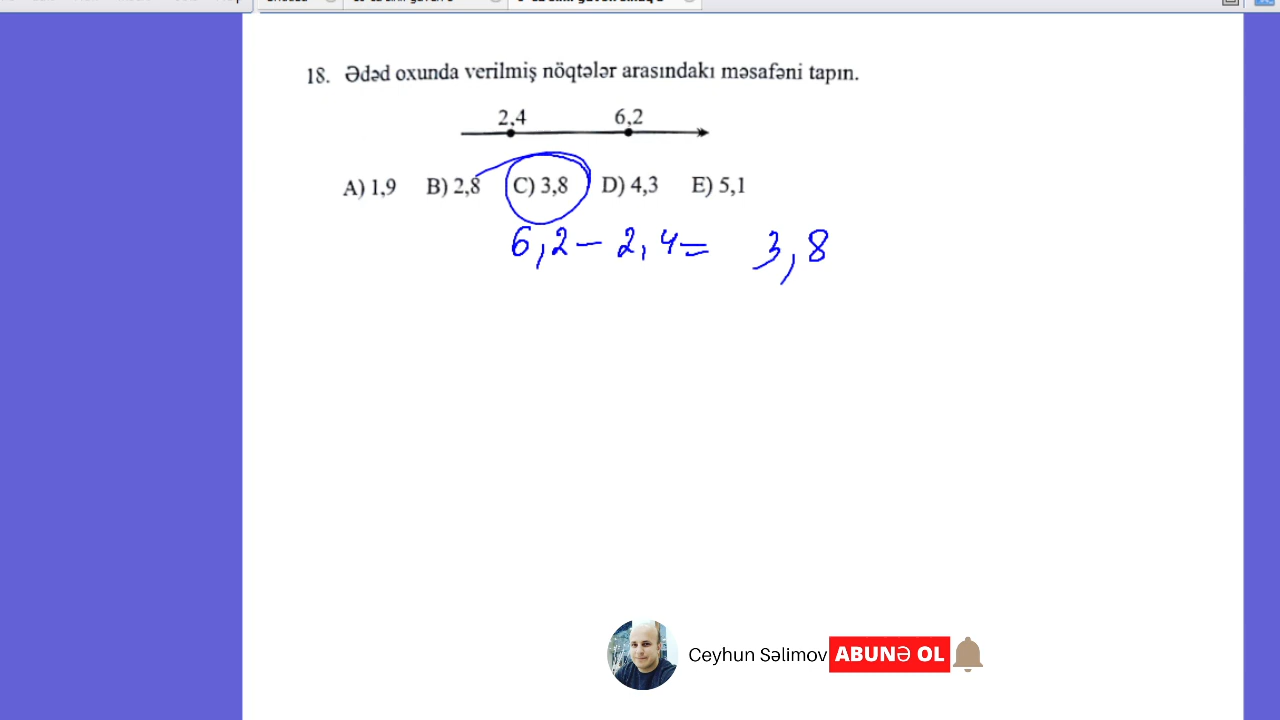 18. Ədəd oxunda verilmiş nöqtələr arasındakı məsafəni tapın.
2,4 6,2
A) 1,9 B) 2,8 C) 3,8 D) 4,3 E) 5,1
6,2 – 2,4 = 3,8
Ceyhun Səlimov ABUNƏ OL